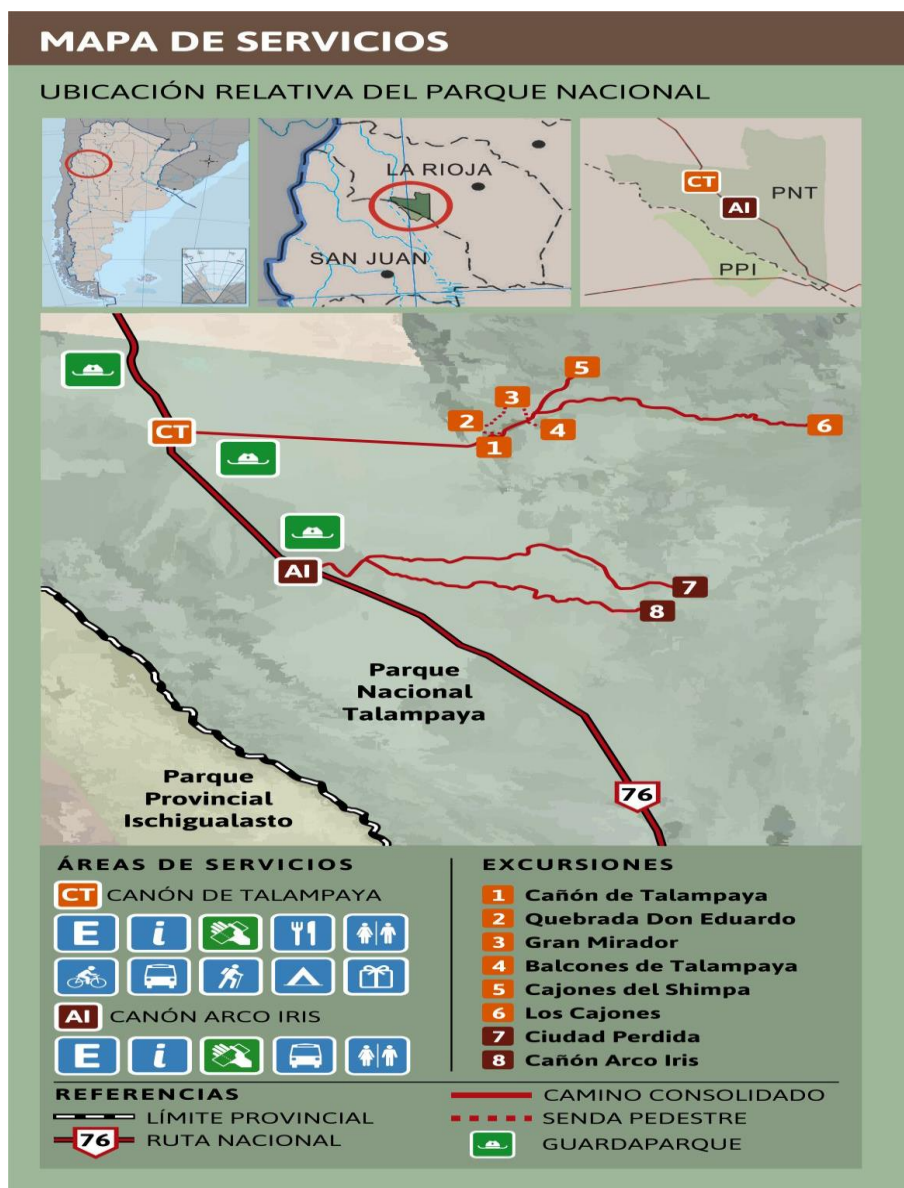 MAPA DE SERVICIOS
UBICACIÓN RELATIVA DEL PARQUE NACIONAL
LA RIOJA
SAN JUAN
CT
AI
PNT
PPI
5
3
2
4
6
1
CT
AI
7
8
Parque
Nacional
Talampaya
Parque
Provincial
Ischigualasto
76
ÁREAS DE SERVICIOS
CT CANÓN DE TALAMPAYA
E i
AI CANÓN ARCO IRIS
E i
EXCURSIONES
1 Cañón de Talampaya
2 Quebrada Don Eduardo
3 Gran Mirador
4 Balcones de Talampaya
5 Cajones del Shimpa
6 Los Cajones
7 Ciudad Perdida
8 Cañón Arco Iris
REFERENCIAS
LÍMITE PROVINCIAL
76 RUTA NACIONAL
CAMINO CONSOLIDADO
SENDA PEDESTRE
GUARDAPARQUE